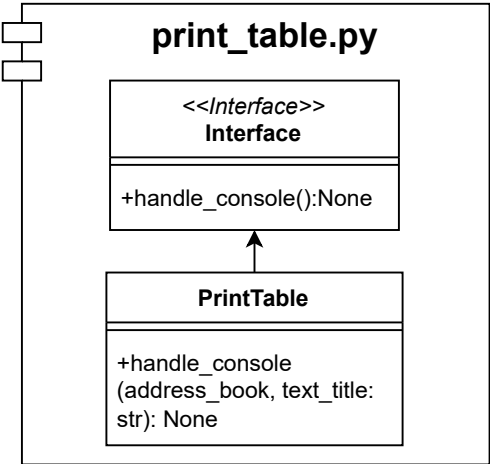 print_table.py
<<Interface>>
Interface
+handle_console():None
PrintTable
+handle_console
(address_book, text_title:
str): None